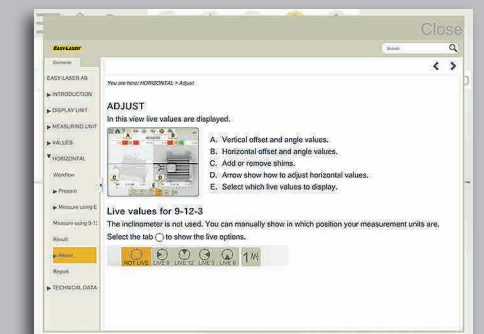 Close
EASY-LASER®
Search
Contents
EASY-LASER AB
INTRODUCTION
DISPLAY UNIT
MEASURING UNIT
VALUES
HORIZONTAL
Workflow
Prepare
Measure using E
Measure using 9-12
Result
Adjust
Report
TECHNICAL DATA
You are here: HORIZONTAL > Adjust
ADJUST
In this view live values are displayed.
A. Vertical offset and angle values.
B. Horizontal offset and angle values.
C. Add or remove shims.
D. Arrow show how to adjust horizontal values.
E. Select which live values to display.
Live values for 9-12-3
The inclinometer is not used. You can manually show in which position your measurement units are.
Select the tab to show the live options.
NOT LIVE LIVE 9 LIVE 12 LIVE 3 LIVE 6